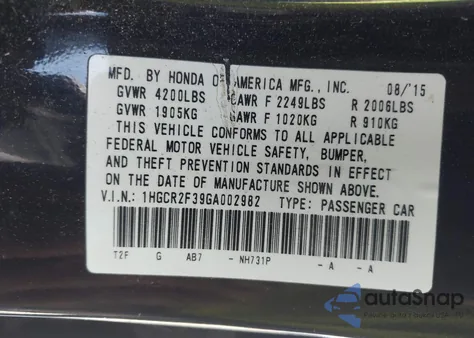 MFD. BY HONDA OF AMERICA MFG., INC. 08/'15
GVWR 4200LBS GAWR F 2249LBS R 2006LBS
GVWR 1905KG GAWR F 1020KG R 910KG
THIS VEHICLE CONFORMS TO ALL APPLICABLE
FEDERAL MOTOR VEHICLE SAFETY, BUMPER,
AND THEFT PREVENTION STANDARDS IN EFFECT
ON THE DATE OF MANUFACTURE SHOWN ABOVE.
V.I.N.: 1HGCR2F39GA002982 TYPE: PASSENGER CAR
T2F G AB7 - NH731P - A - A
autoSnap